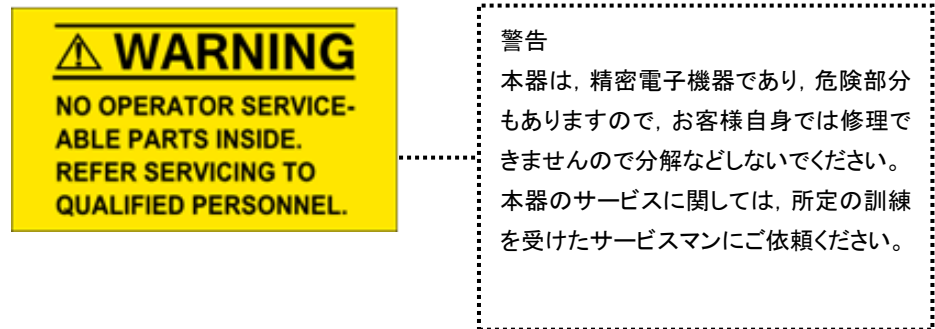 ⚠ WARNING
NO OPERATOR SERVICE-
ABLE PARTS INSIDE.
REFER SERVICING TO
QUALIFIED PERSONNEL.
警告
本器は，精密電子機器であり，危険部分
もありますので，お客様自身では修理で
きませんので分解などしないでください。
本器のサービスに関しては，所定の訓練
を受けたサービスマンにご依頼ください。